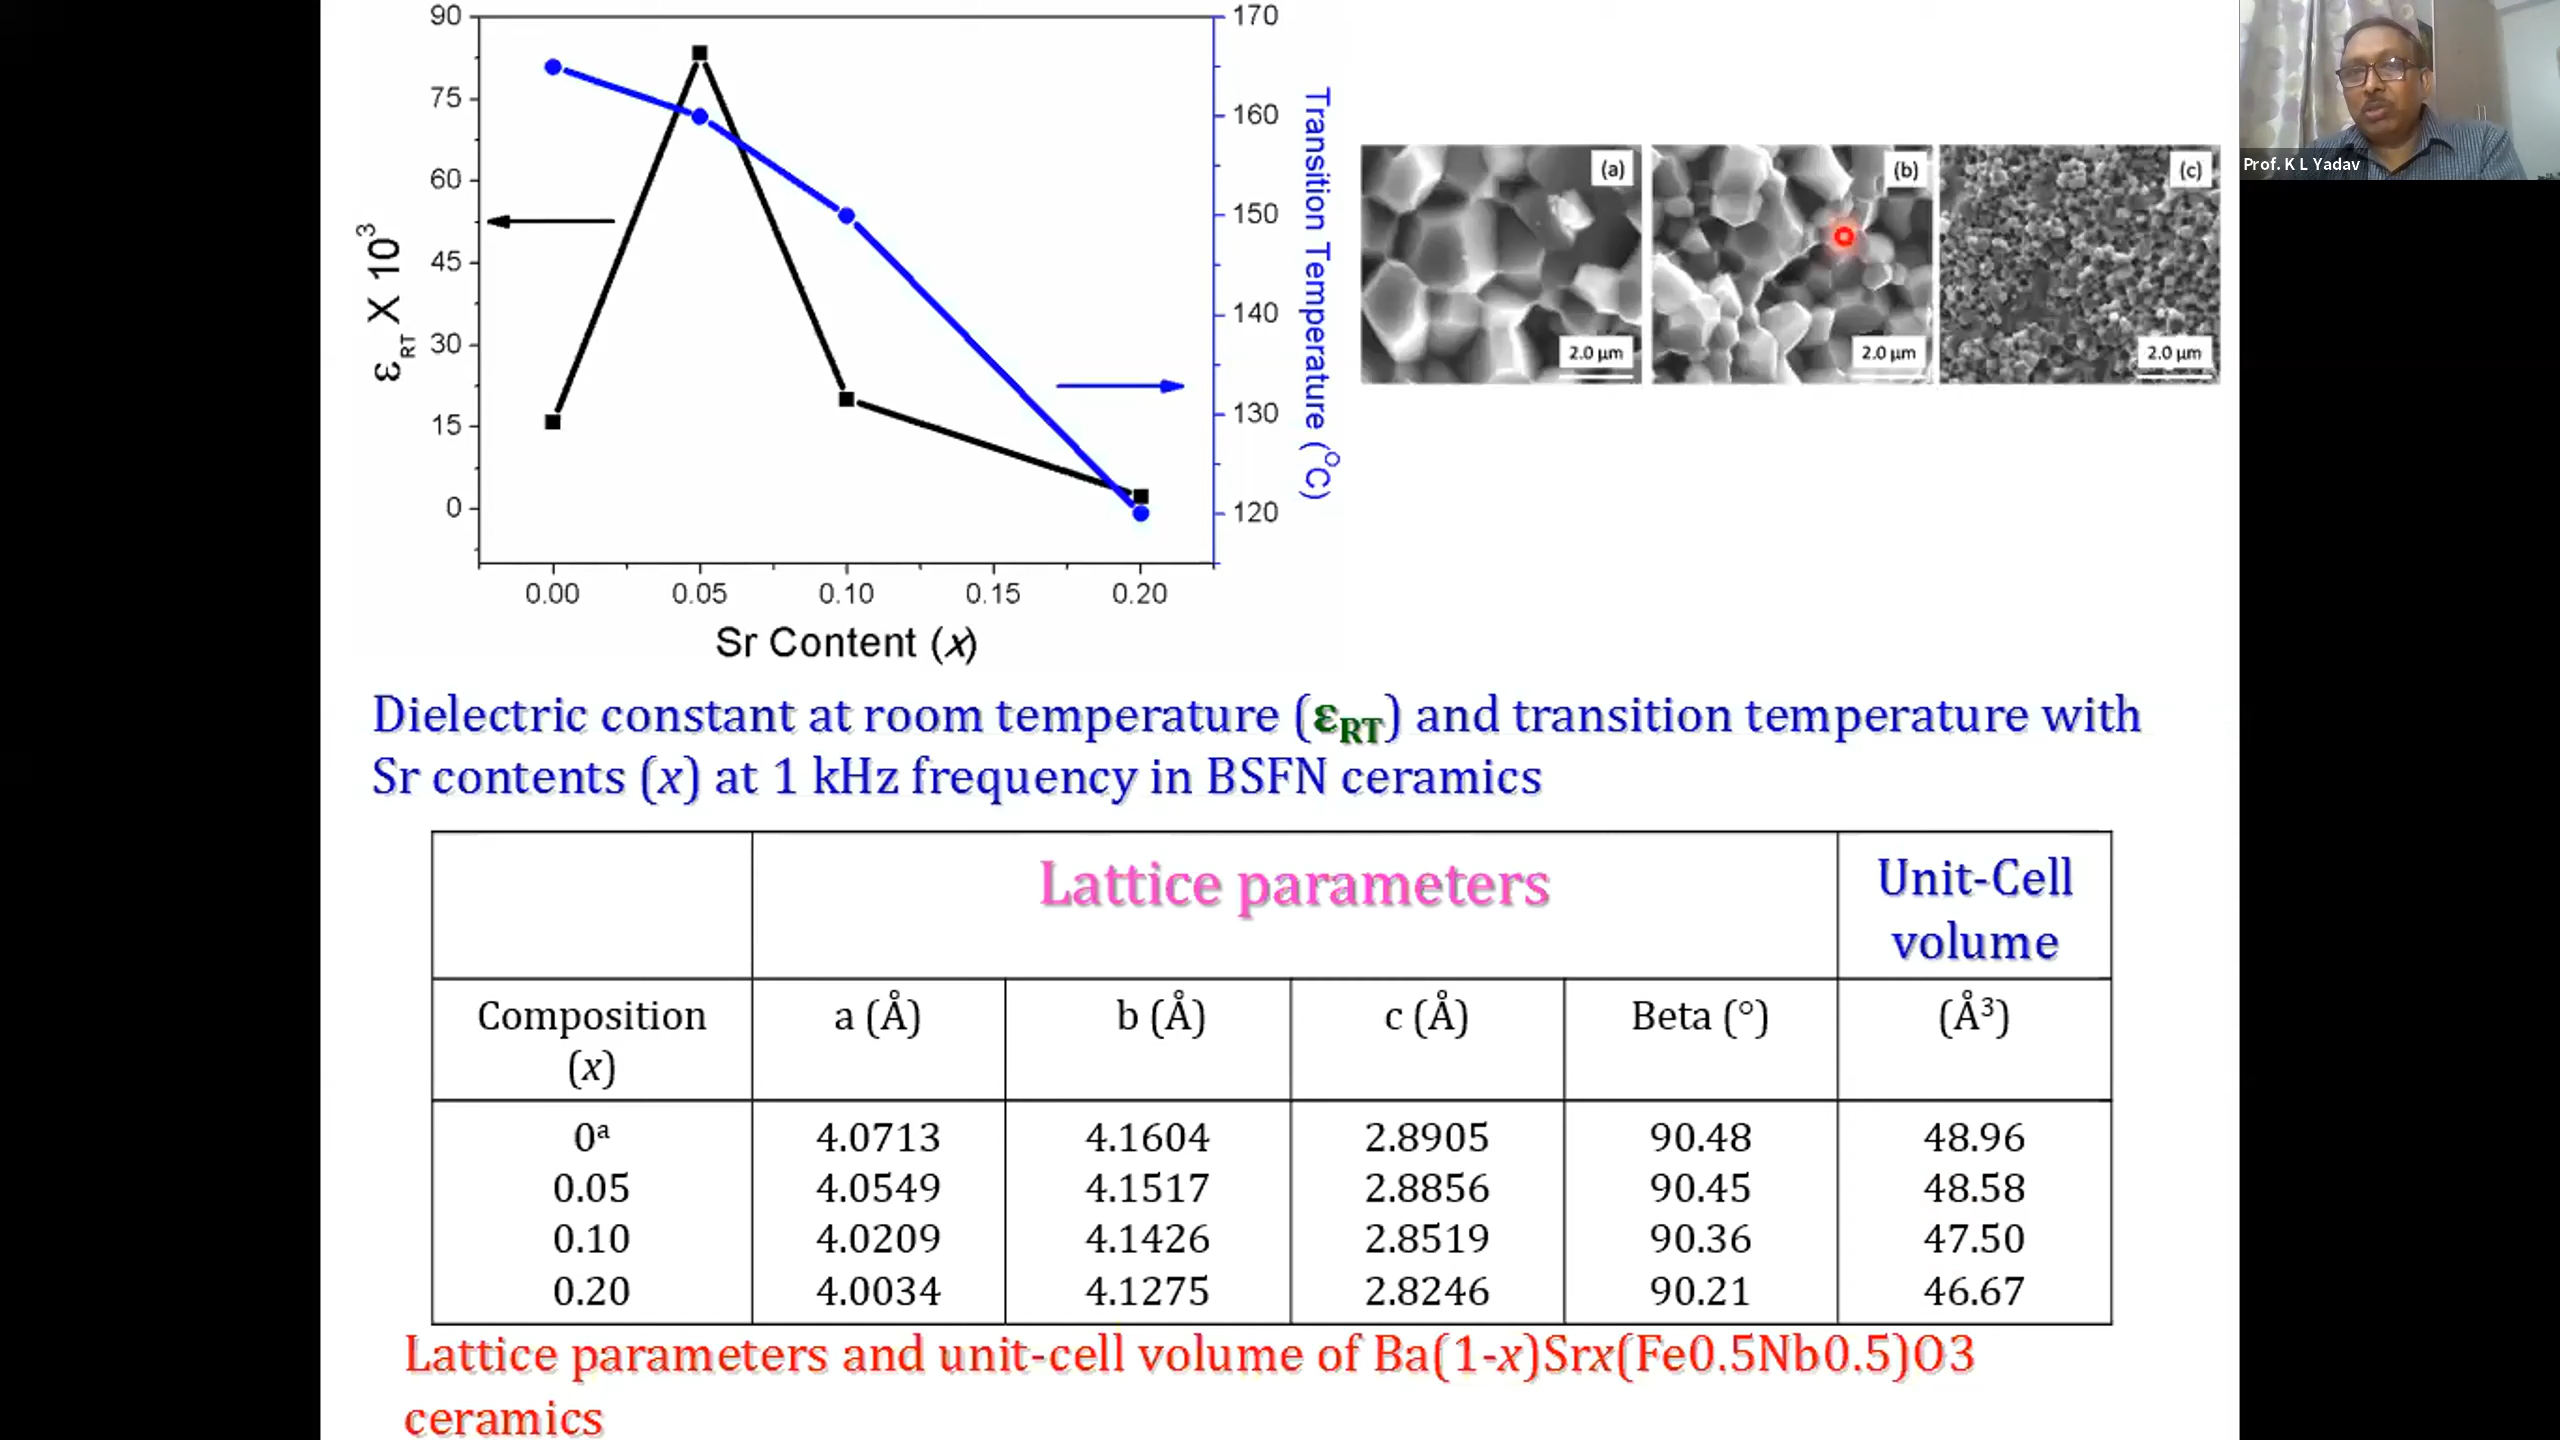 90
75
60
45
30
15
0
εRT X 10³
170
160
150
140
130
120
Transition Temperature (°C)
0.00 0.05 0.10 0.15 0.20
Sr Content (x)
(a) (b) (c)
2.0 μm 2.0 μm 2.0 μm
Prof. K L Yadav
Dielectric constant at room temperature (εRT) and transition temperature with
Sr contents (x) at 1 kHz frequency in BSFN ceramics
Lattice parameters Unit-Cell
volume
Composition a (Å) b (Å) c (Å) Beta (°) (Å³)
(x)
0ᵃ 4.0713 4.1604 2.8905 90.48 48.96
0.05 4.0549 4.1517 2.8856 90.45 48.58
0.10 4.0209 4.1426 2.8519 90.36 47.50
0.20 4.0034 4.1275 2.8246 90.21 46.67
Lattice parameters and unit-cell volume of Ba(1-x)Srx(Fe0.5Nb0.5)O3
ceramics